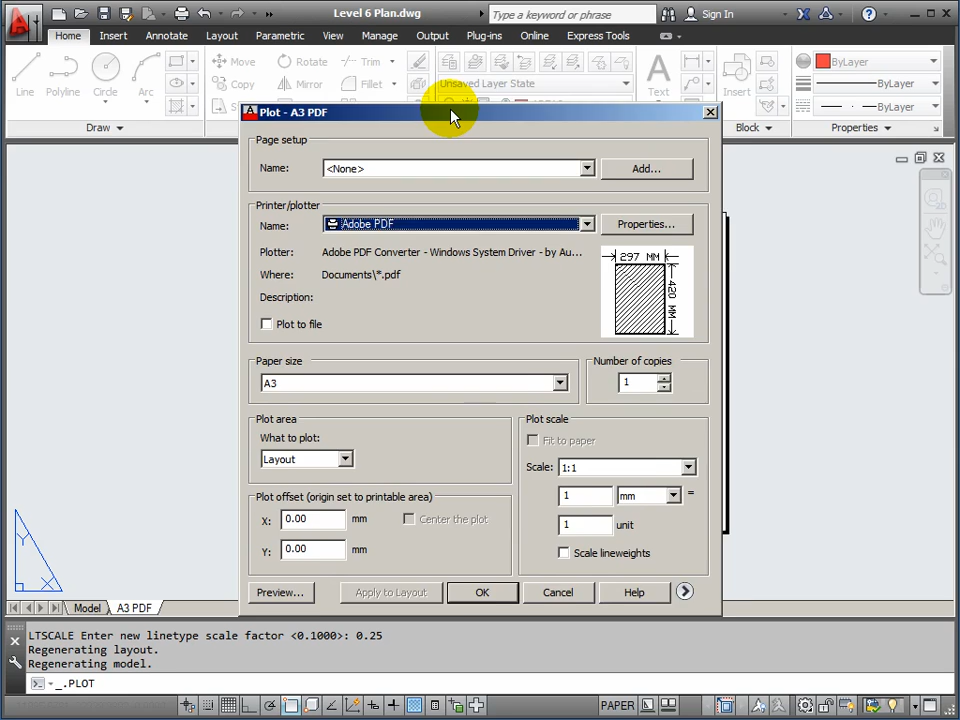 Level 6 Plan.dwg
Type a keyword or phrase
Sign In
Home Insert Annotate Layout Parametric View Manage Output Plug-ins Online Express Tools
Line Polyline Circle Arc
Move Rotate Trim
Copy Mirror Fillet
Unsaved Layer State
Text
Insert
ByLayer
ByLayer
ByLayer
Draw
Block
Properties
Plot - A3 PDF
Page setup
Name: <None> Add...
Printer/plotter
Name: Adobe PDF Properties...
Plotter: Adobe PDF Converter - Windows System Driver - by Au...
Where: Documents\*.pdf
Description:
Plot to file
297 MM
420 MM
Paper size
A3
Number of copies
1
Plot area
What to plot:
Layout
Plot scale
Fit to paper
Scale: 1:1
1 mm =
1 unit
Scale lineweights
Plot offset (origin set to printable area)
X: 0.00 mm Center the plot
Y: 0.00 mm
Preview... Apply to Layout OK Cancel Help
Y
X
Model A3 PDF
LTSCALE Enter new linetype scale factor <0.1000>: 0.25
Regenerating layout.
Regenerating model.
_.PLOT
PAPER